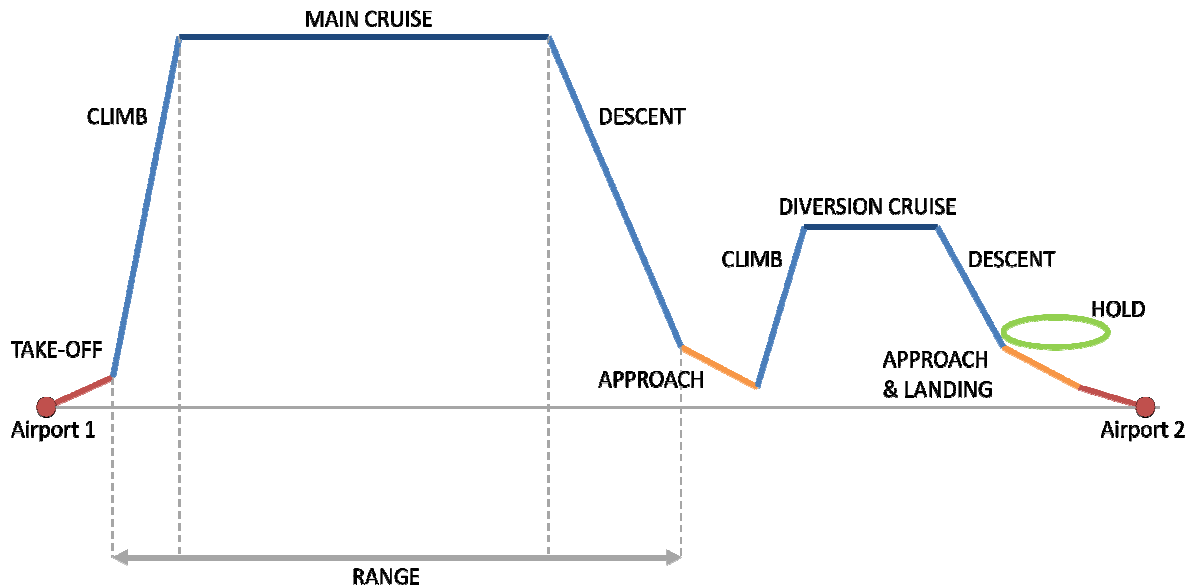 MAIN CRUISE
CLIMB
DESCENT
DIVERSION CRUISE
CLIMB
DESCENT
HOLD
TAKE-OFF
APPROACH
APPROACH
& LANDING
Airport 1
Airport 2
RANGE